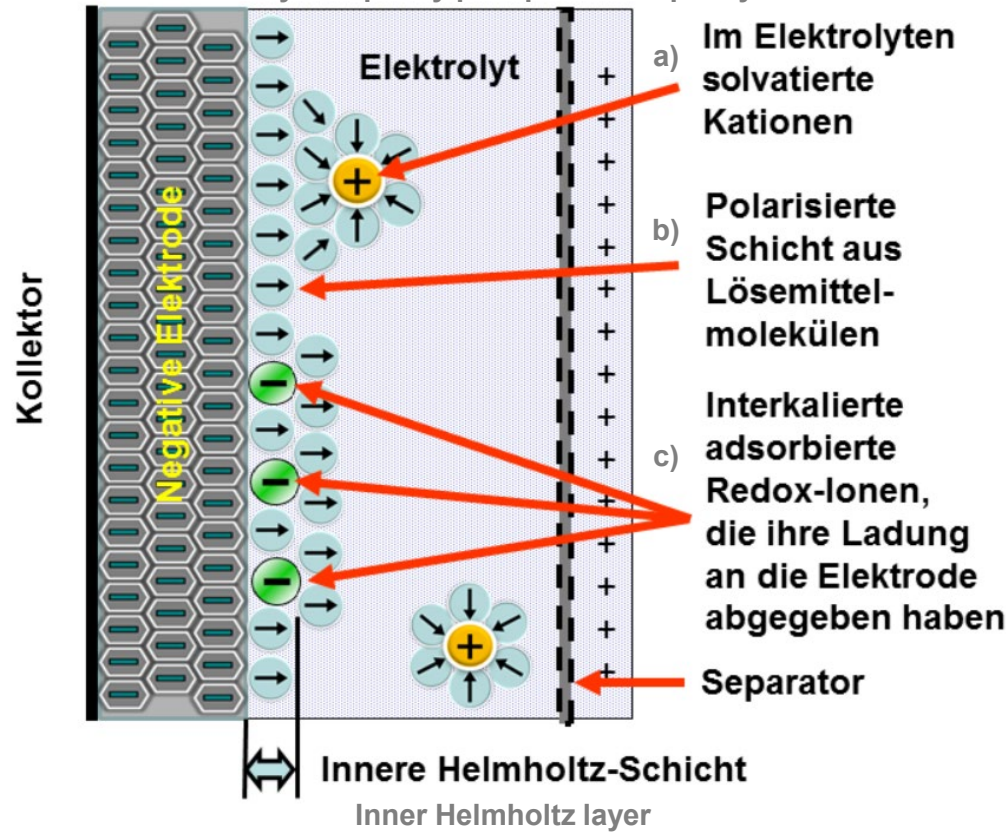 Elektrolyt
a)
Im Elektrolyten
solvatierte
Kationen
b)
Polarisierte
Schicht aus
Lösemittel-
molekülen
Kollektor
Negative Elektrode
c)
Interkalierte
adsorbierte
Redox-Ionen,
die ihre Ladung
an die Elektrode
abgegeben haben
Separator
Innere Helmholtz-Schicht
Inner Helmholtz layer